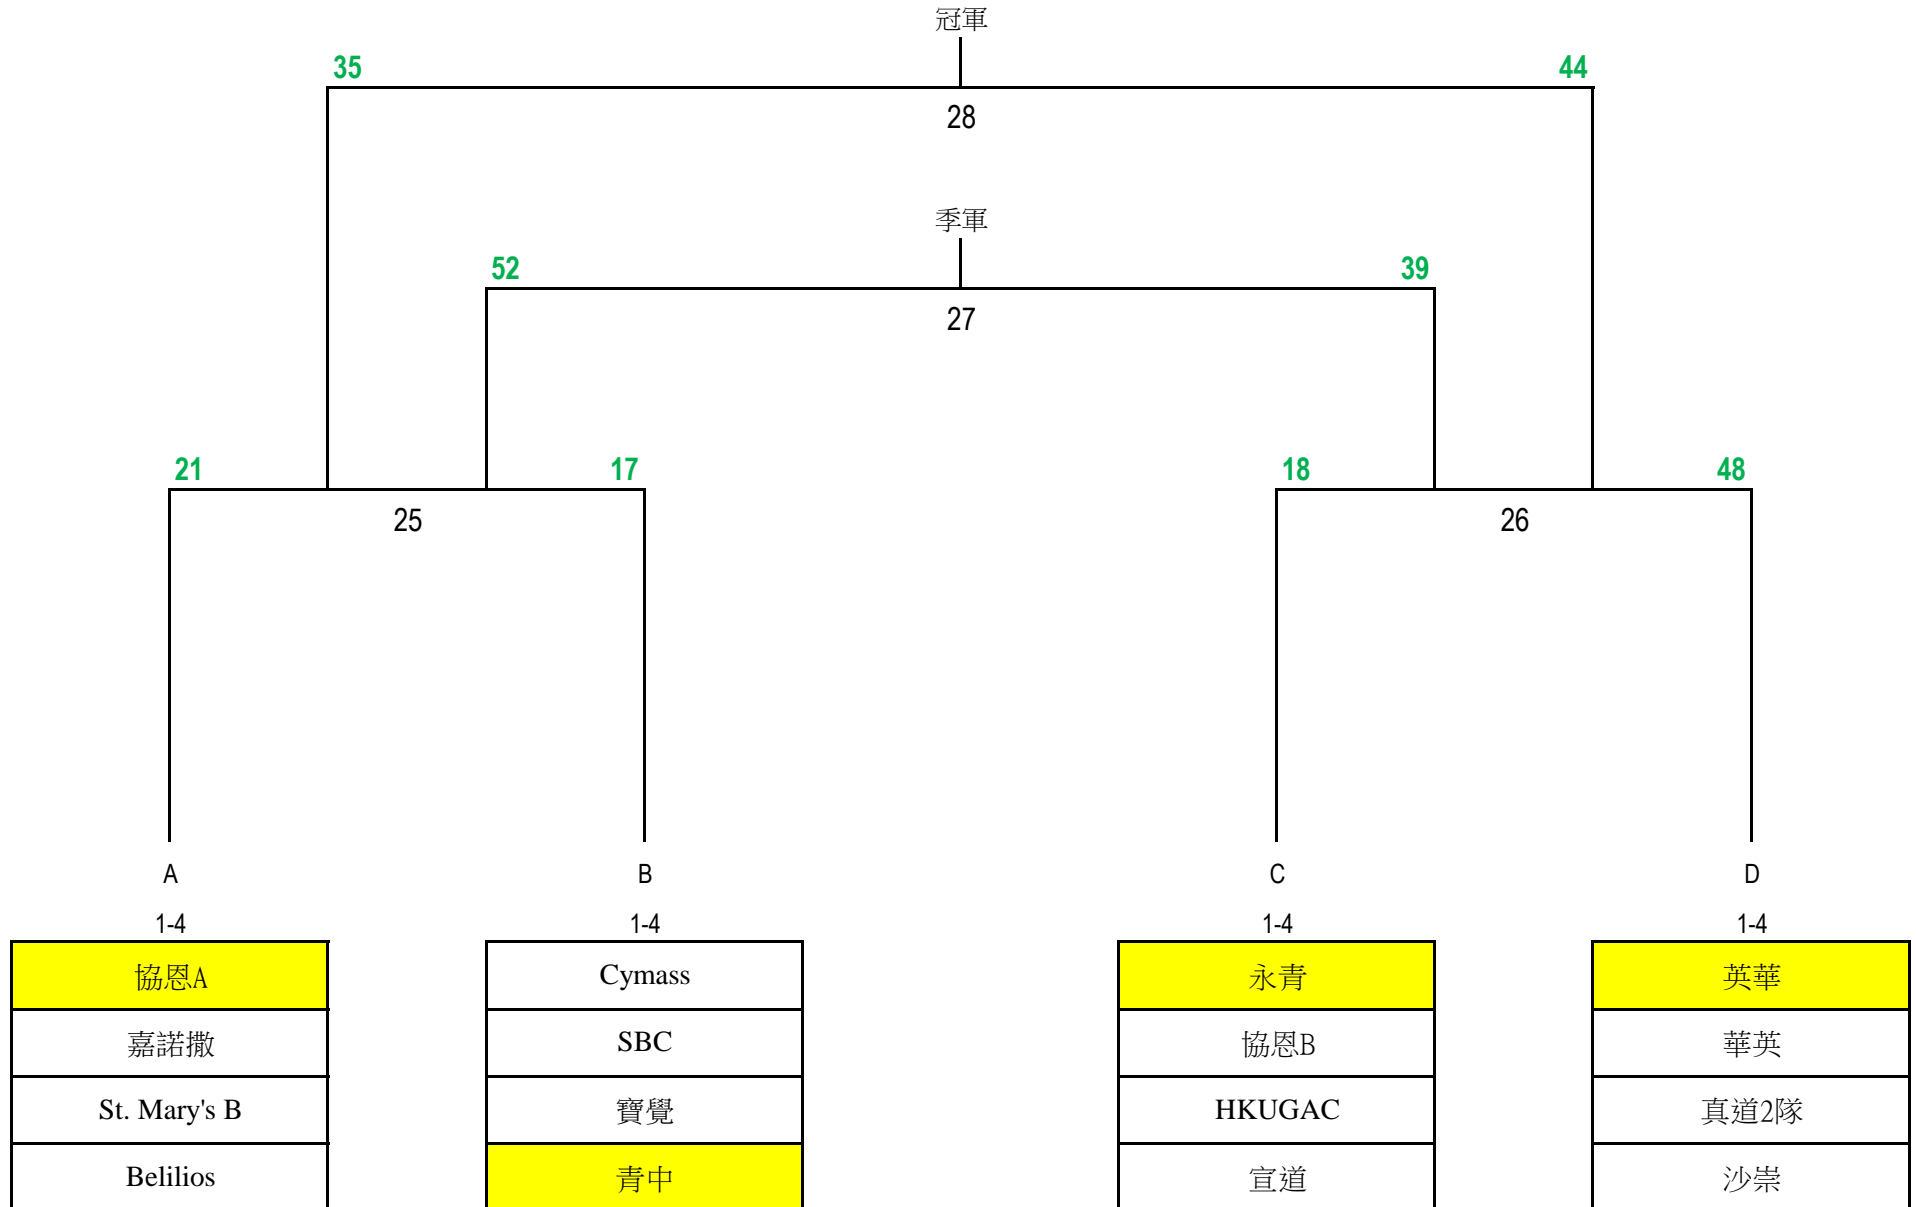 冠軍
35 44
28
季軍
52 39
27
21 17 18 48
25 26
A B C D
1-4 1-4 1-4 1-4
協恩A Cymass 永青 英華
嘉諾撒 SBC 協恩B 華英
St. Mary's B 寶覺 HKUGAC 真道2隊
Belilios 青中 宣道 沙崇